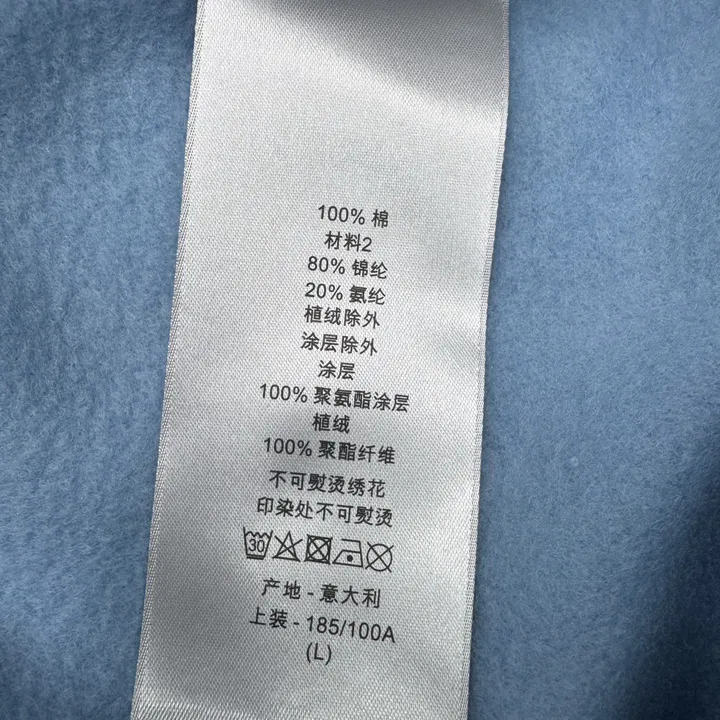 100% 棉
材料2
80% 锦纶
20% 氨纶
植绒除外
涂层除外
涂层
100% 聚氨酯涂层
植绒
100% 聚酯纤维
不可熨烫绣花
印染处不可熨烫
30
产地 - 意大利
上装 - 185/100A
(L)